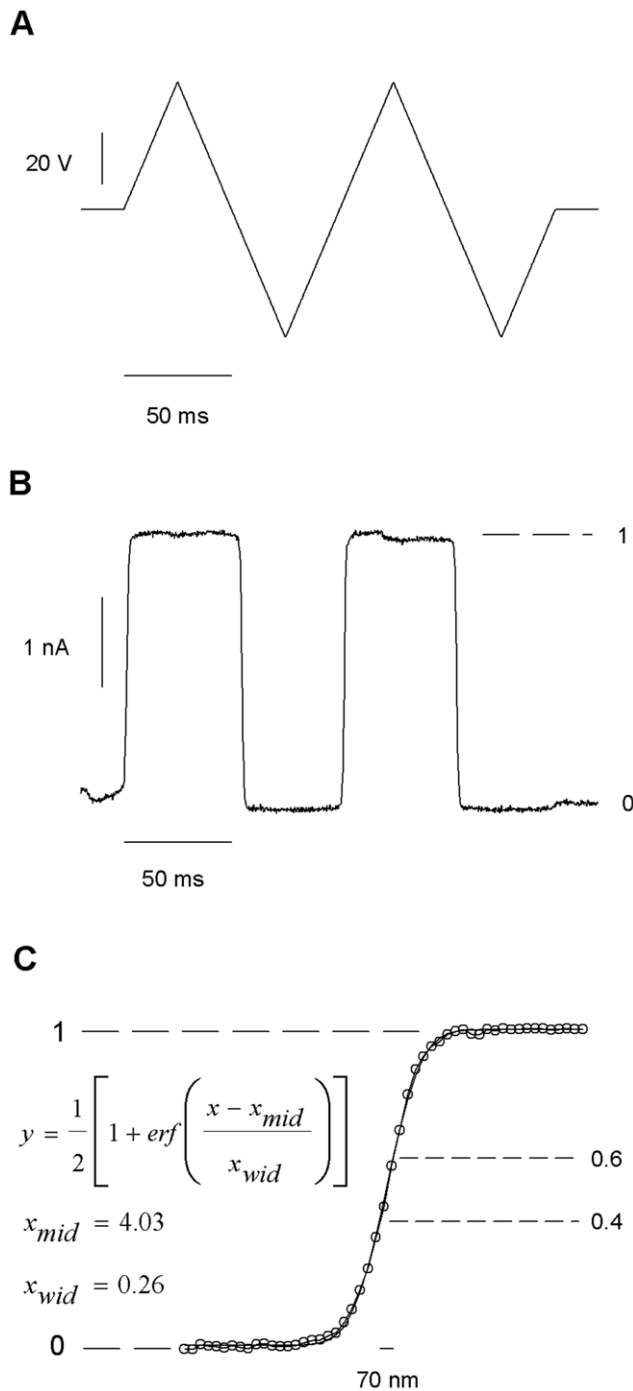 A
20 V
50 ms
B
1
1 nA
0
50 ms
C
1
y = 1/2 [ 1 + erf ( x − x_mid / x_wid ) ]
0.6
x_mid = 4.03
0.4
x_wid = 0.26
0
70 nm